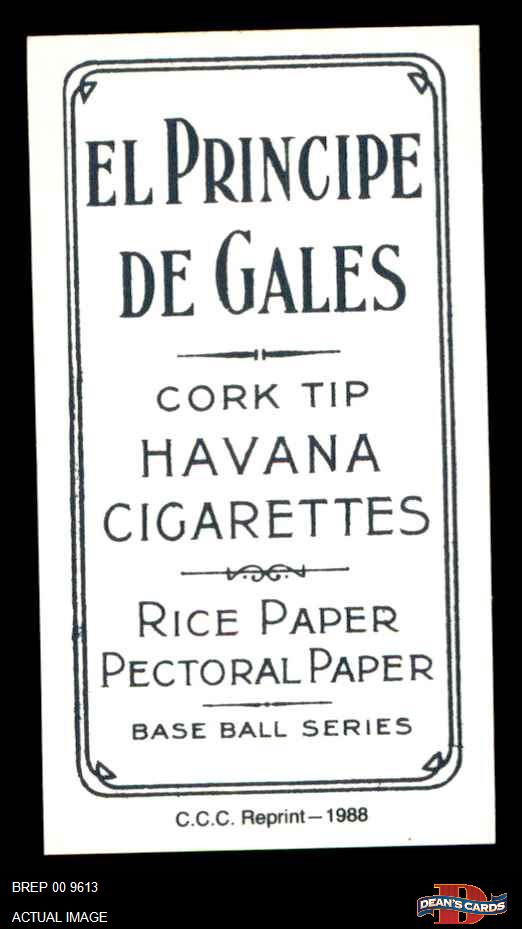 EL PRINCIPE
DE GALES
CORK TIP
HAVANA
CIGARETTES
RICE PAPER
PECTORAL PAPER
BASE BALL SERIES
C.C.C. Reprint—1988
BREP 00 9613
ACTUAL IMAGE
D
DEAN'S CARDS